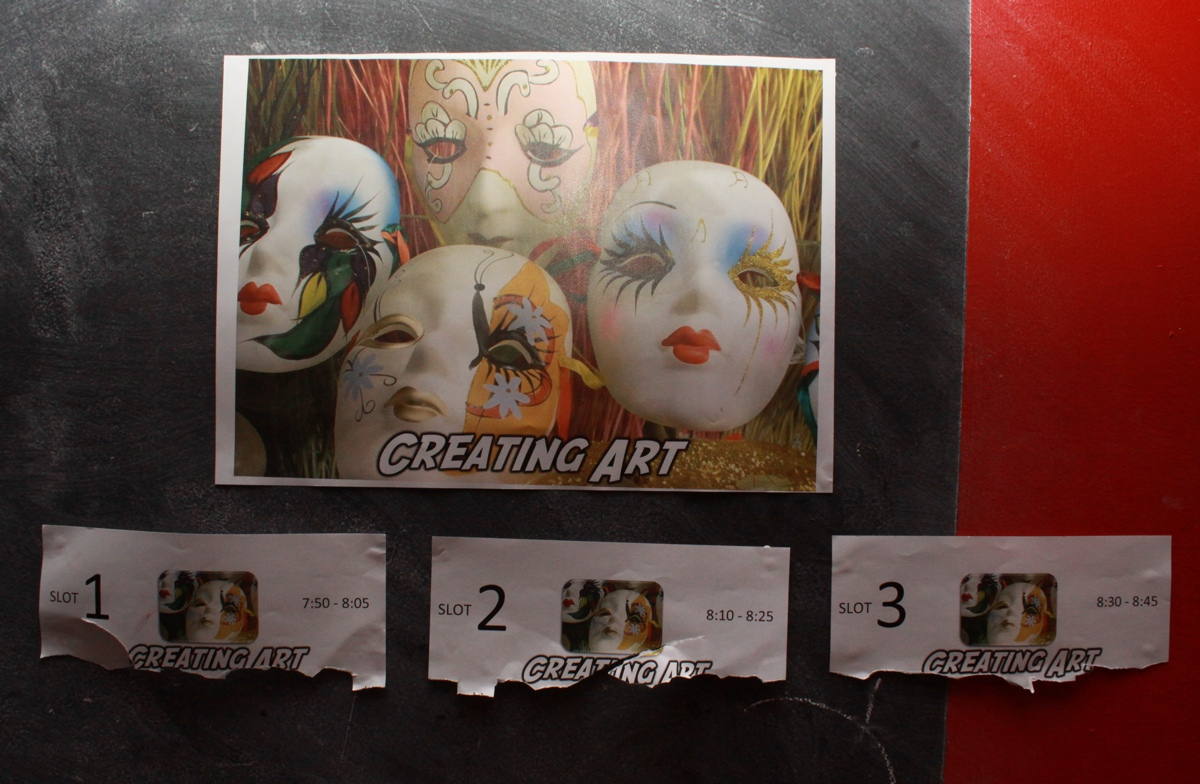 CREATING ART
SLOT 1
7:50 - 8:05
CREATING ART
SLOT 2
8:10 - 8:25
CREATING ART
SLOT 3
8:30 - 8:45
CREATING ART